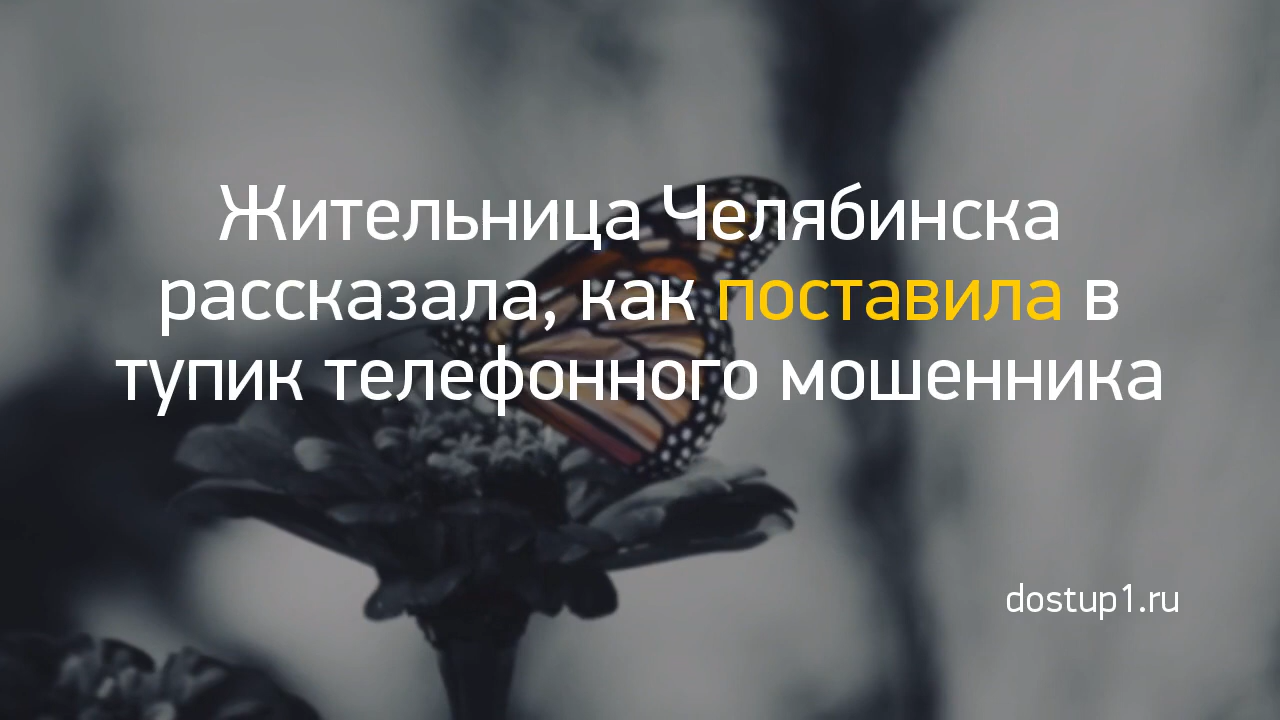 Жительница Челябинска
рассказала, как поставила в
тупик телефонного мошенника
dostup1.ru